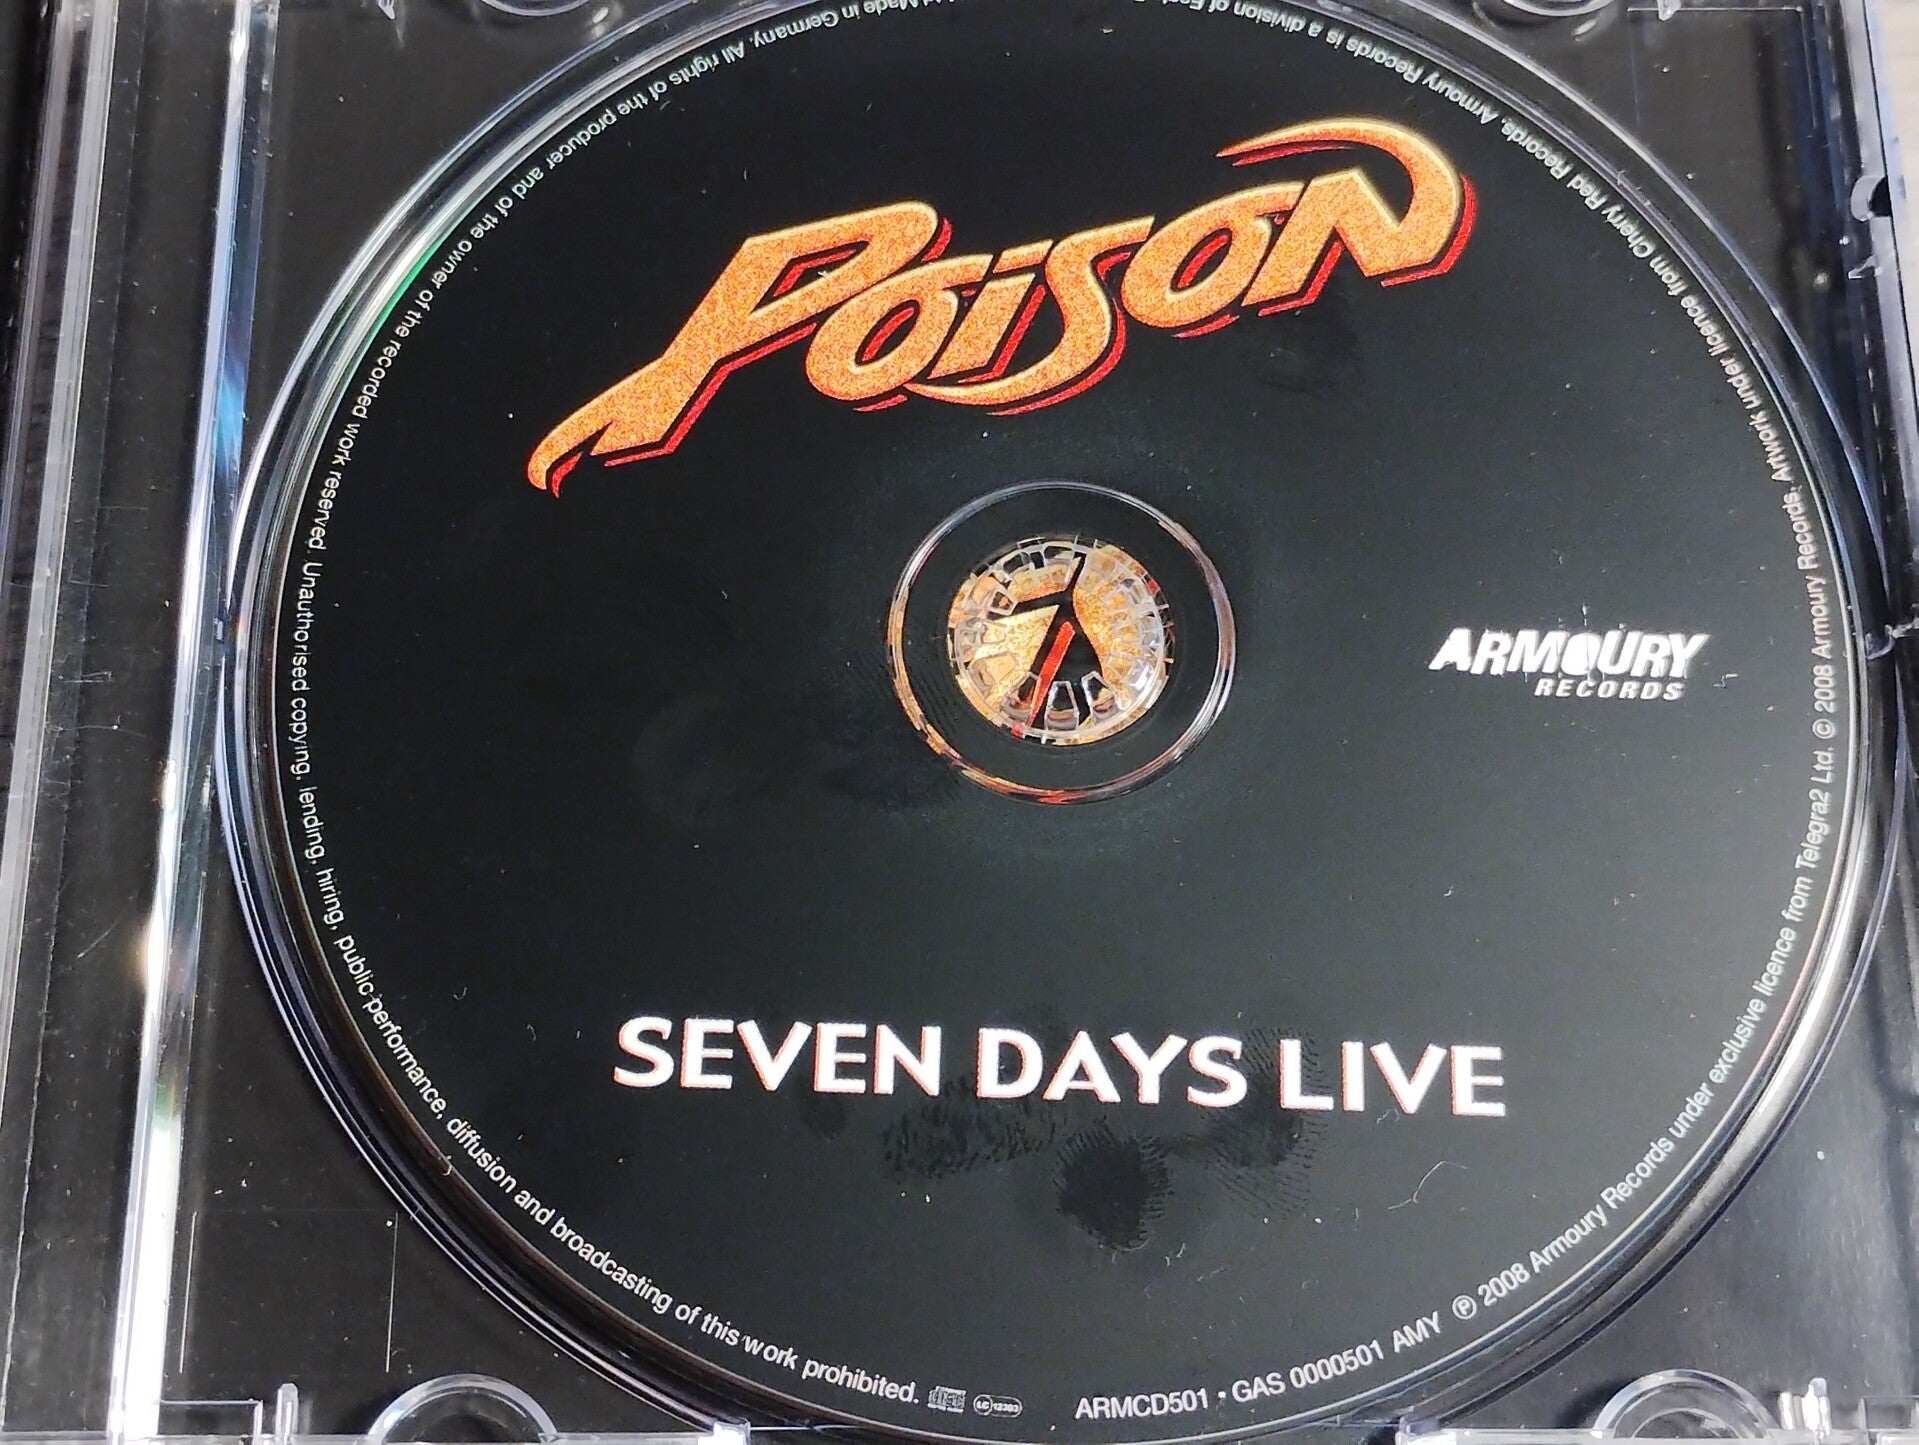 POISON
ARMOURY
RECORDS
SEVEN DAYS LIVE
ARMCD501 • GAS 0000501 AMY ℗ 2008 Armoury Records under exclusive licence from Telegra2 Ltd. © 2008 Armoury Records. Artwork under licence from Cherry Red Records. Armoury Records is a division of
Made in Germany. All rights of the producer and of the owner of the recorded work reserved. Unauthorised copying, lending, hiring, public performance, diffusion and broadcasting of this work prohibited.
disc
LC 12303